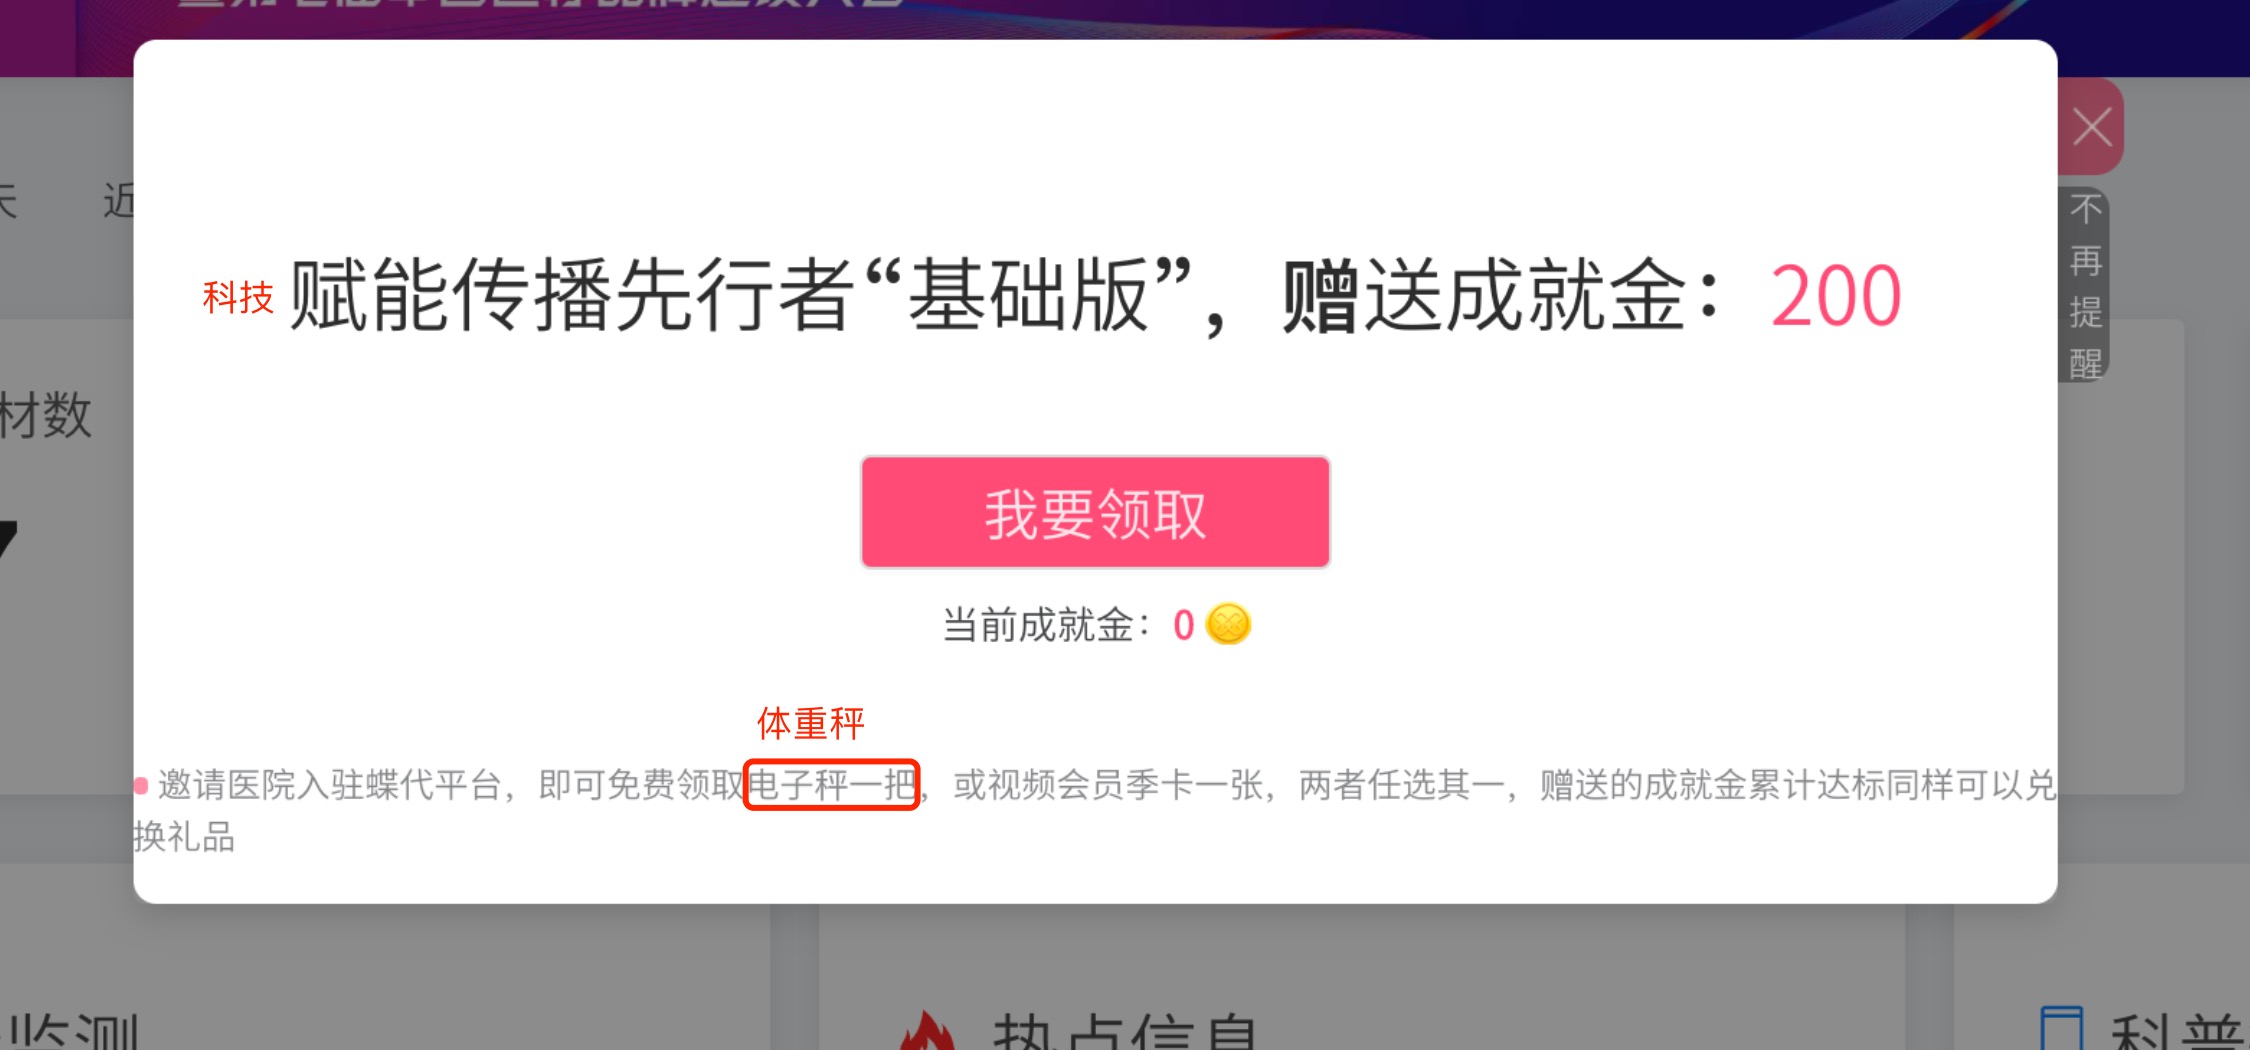 天
近
不再提醒
科技 赋能传播先行者“基础版”，赠送成就金：200
材数
7
我要领取
当前成就金：0
体重秤
邀请医院入驻蝶代平台，即可免费领取电子秤一把，或视频会员季卡一张，两者任选其一，赠送的成就金累计达标同样可以兑
换礼品
监测
热点信息
科普